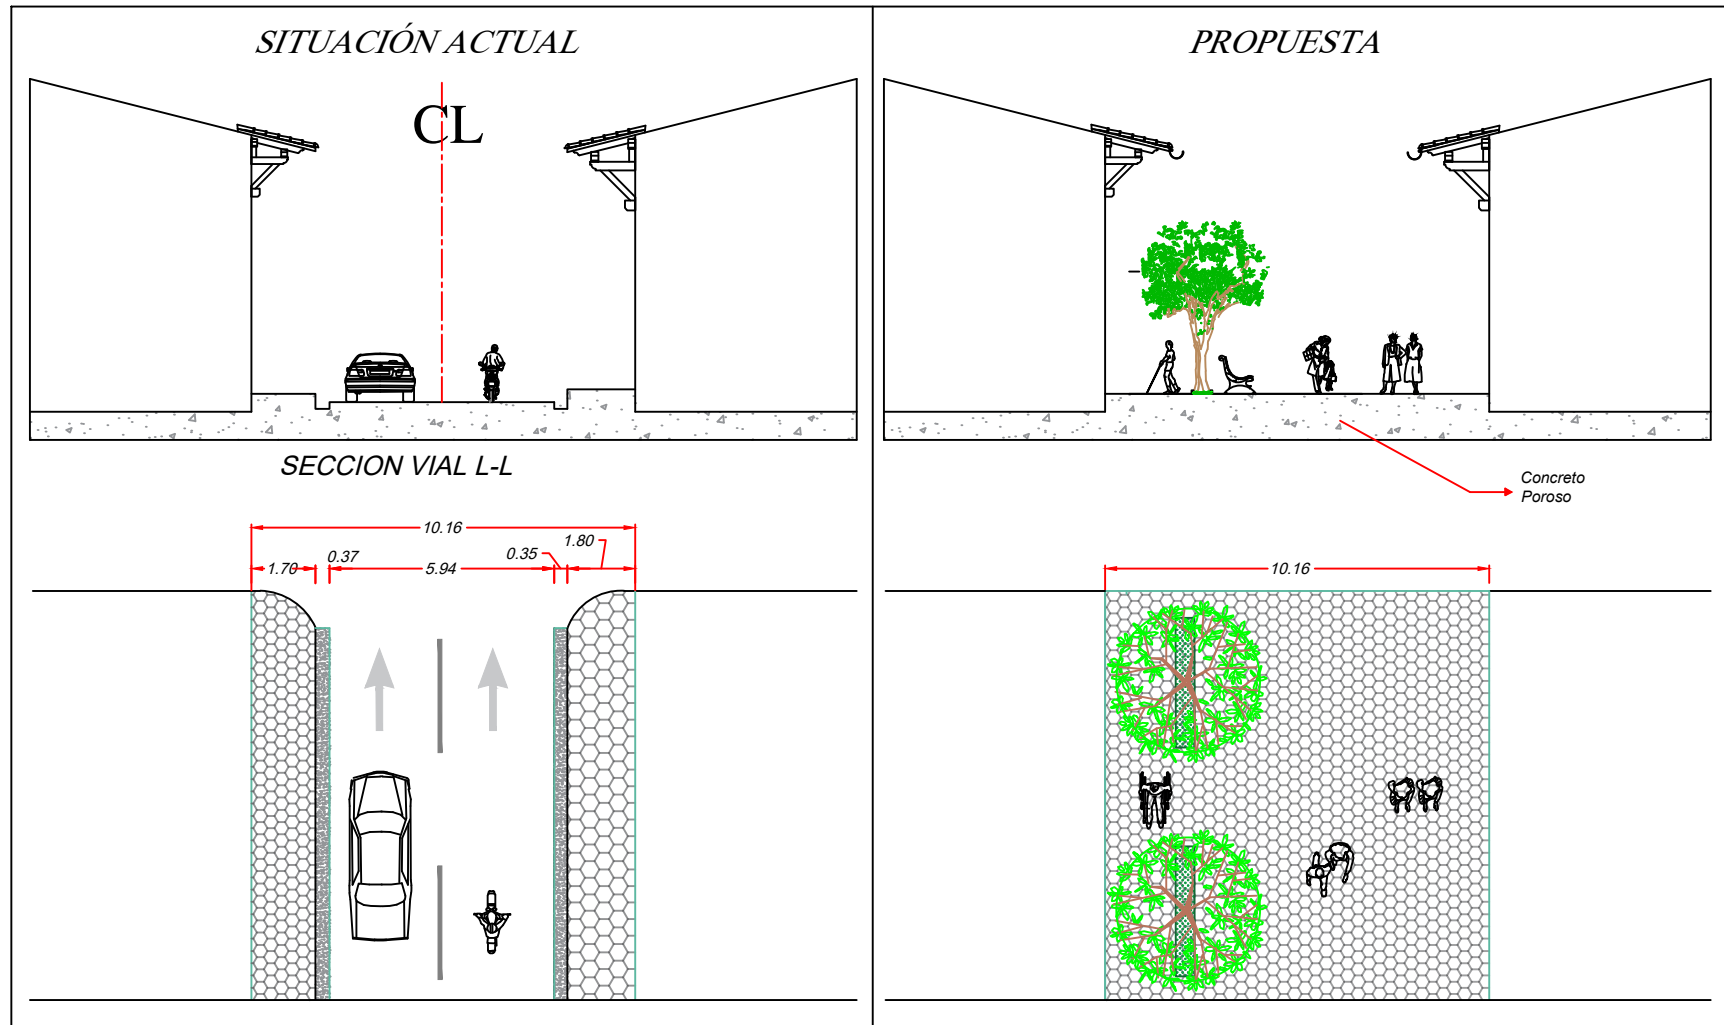 SITUACIÓN ACTUAL
CL
SECCION VIAL L-L
10.16
1.70
0.37
5.94
0.35
1.80
PROPUESTA
Concreto
Poroso
10.16